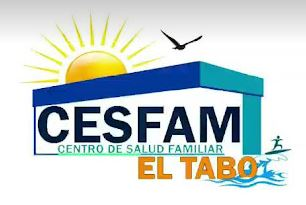 CESFAM
CENTRO DE SALUD FAMILIAR
EL TABO